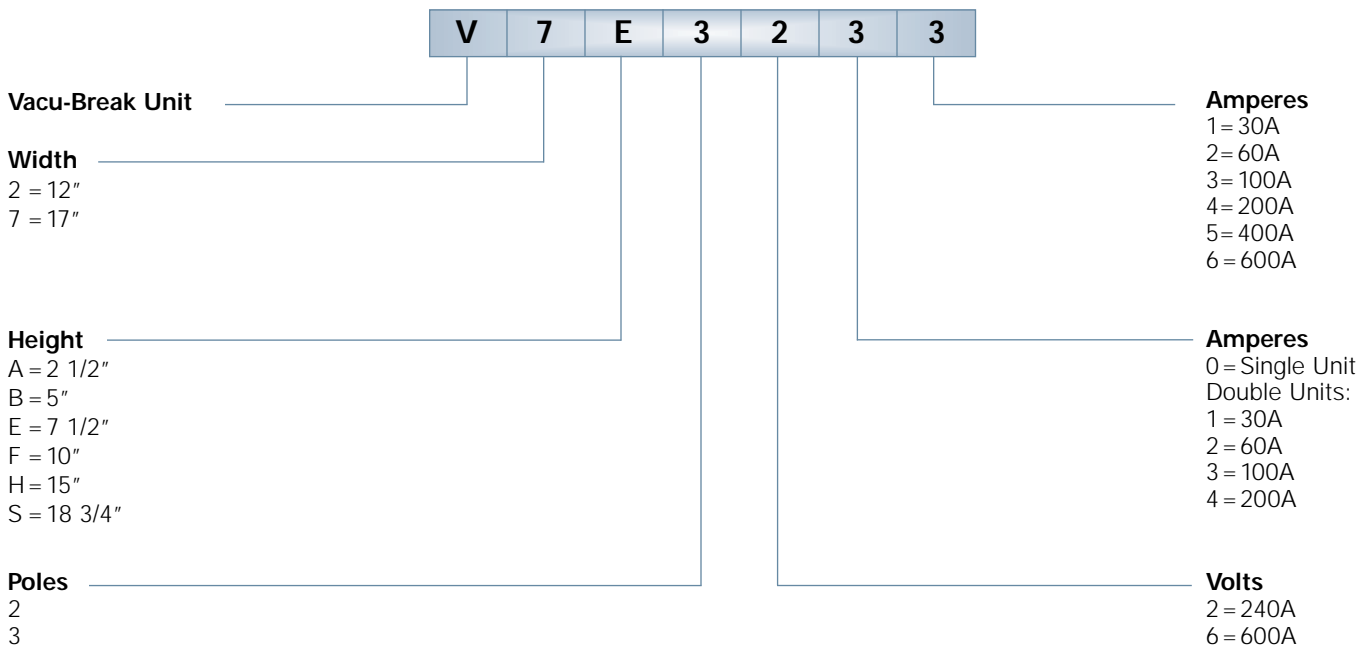 V 7 E 3 2 3 3
Vacu-Break Unit
Width
2 = 12"
7 = 17"
Height
A = 2 1/2"
B = 5"
E = 7 1/2"
F = 10"
H = 15"
S = 18 3/4"
Poles
2
3
Amperes
1 = 30A
2 = 60A
3 = 100A
4 = 200A
5 = 400A
6 = 600A
Amperes
0 = Single Unit
Double Units:
1 = 30A
2 = 60A
3 = 100A
4 = 200A
Volts
2 = 240A
6 = 600A